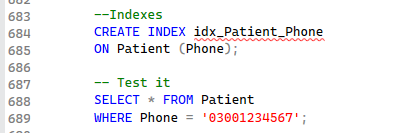 683 --Indexes
684 CREATE INDEX idx_Patient_Phone
685 ON Patient (Phone);
686
687 -- Test it
688 SELECT * FROM Patient
689 WHERE Phone = '03001234567';